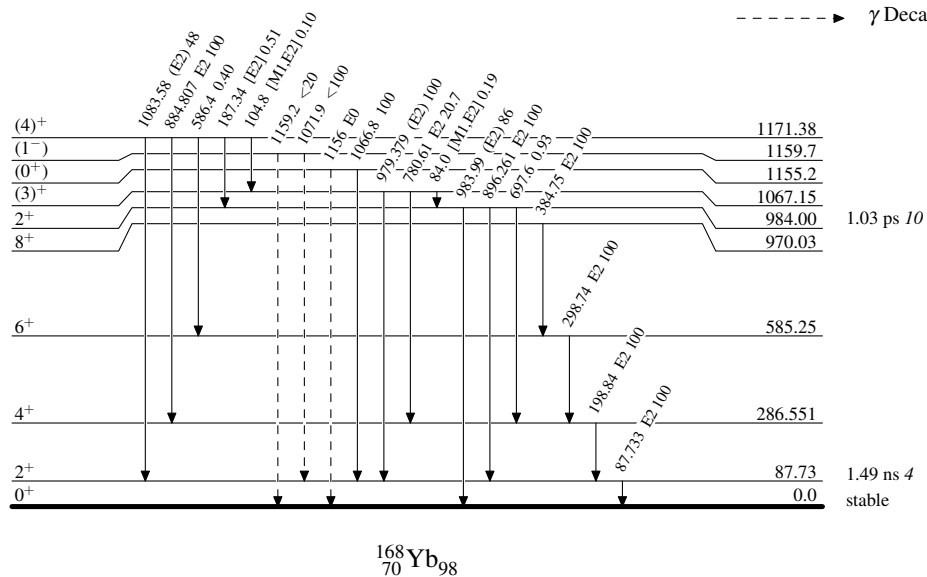 γ Deca
1083.58 (E2) 48
884.807 E2 100
586.4 0.40
187.34 [E2] 0.51
104.8 [M1,E2] 0.10
1159.2 <20
1071.9 <100
1156 E0
1066.8 100
979.379 (E2) 100
780.61 E2 20.7
84.0 [M1,E2] 0.19
983.99 (E2) 86
896.261 E2 100
697.6 0.93
384.75 E2 100
298.74 E2 100
198.84 E2 100
87.733 E2 100
(4)⁺ 1171.38
(1⁻) 1159.7
(0⁺) 1155.2
(3)⁺ 1067.15
2⁺ 984.00 1.03 ps 10
8⁺ 970.03
6⁺ 585.25
4⁺ 286.551
2⁺ 87.73 1.49 ns 4
0⁺ 0.0 stable
¹⁶⁸₇₀Yb₉₈